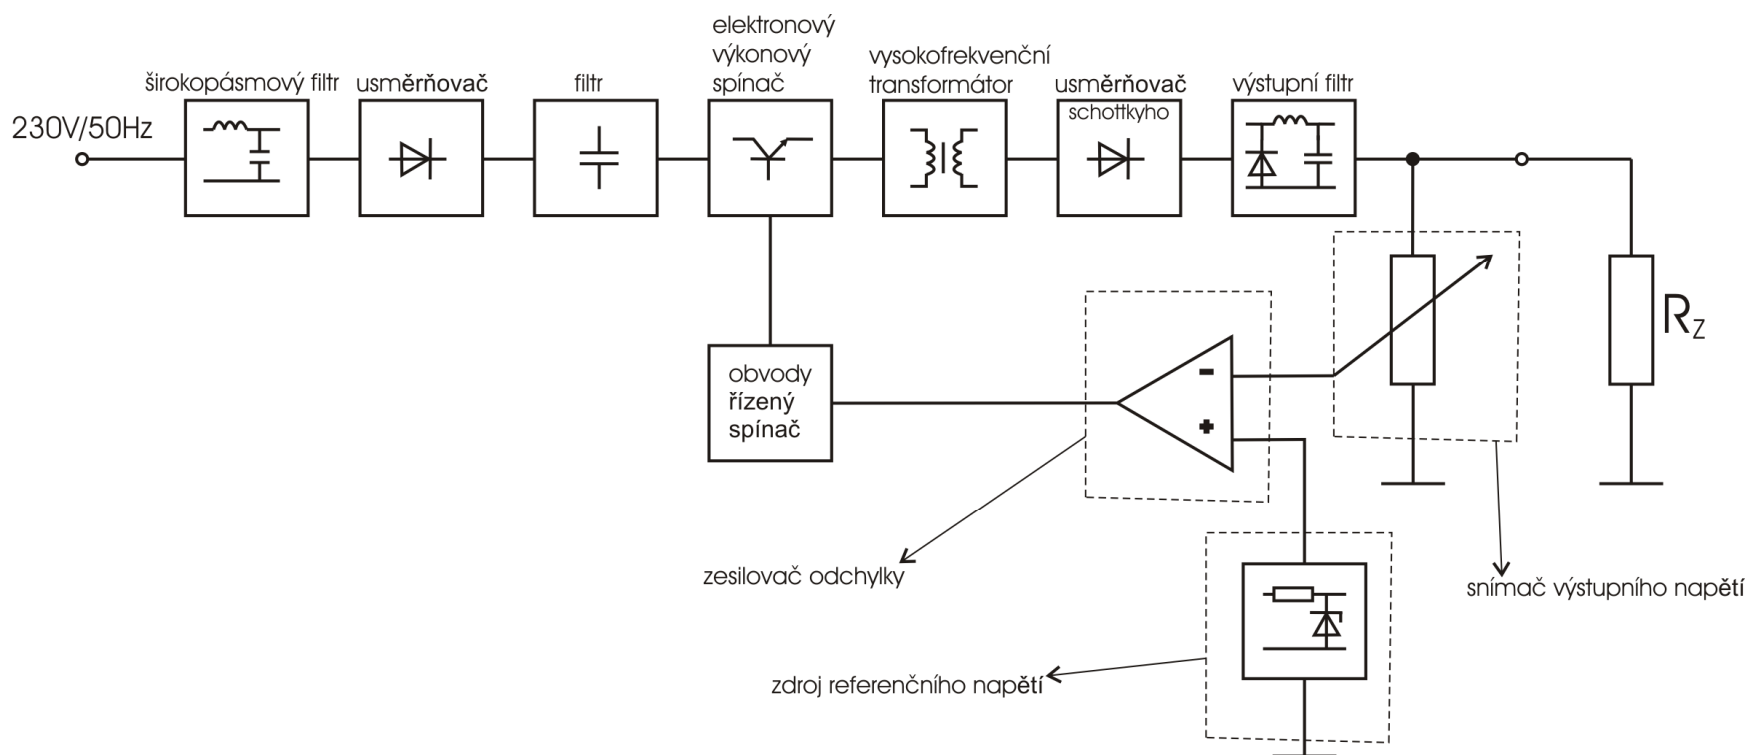 elektronový
výkonový
spínač
vysokofrekvenční
transformátor
širokopásmový filtr
usměrňovač
filtr
usměrňovač
schottkyho
výstupní filtr
230V/50Hz
RZ
obvody
řízený
spínač
-
+
zesilovač odchylky
snímač výstupního napětí
zdroj referenčního napětí